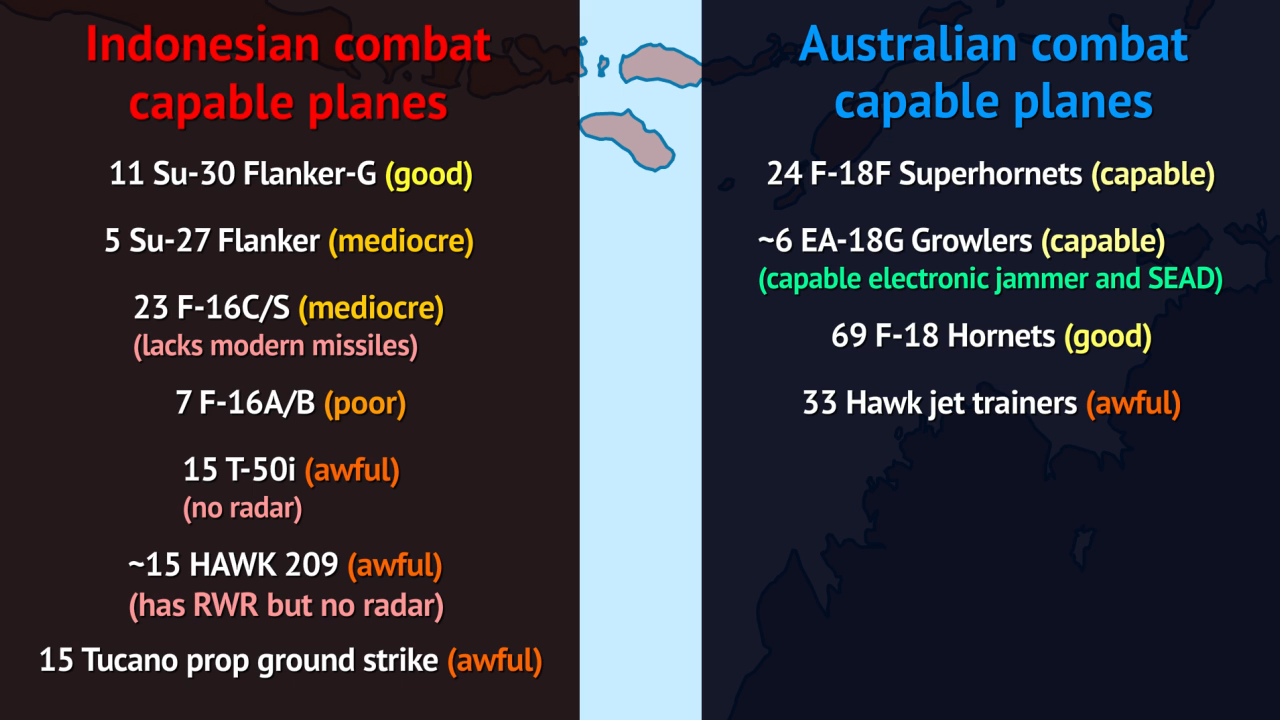 Indonesian combat
capable planes
11 Su-30 Flanker-G (good)
5 Su-27 Flanker (mediocre)
23 F-16C/S (mediocre)
(lacks modern missiles)
7 F-16A/B (poor)
15 T-50i (awful)
(no radar)
~15 HAWK 209 (awful)
(has RWR but no radar)
15 Tucano prop ground strike (awful)
Australian combat
capable planes
24 F-18F Superhornets (capable)
~6 EA-18G Growlers (capable)
(capable electronic jammer and SEAD)
69 F-18 Hornets (good)
33 Hawk jet trainers (awful)